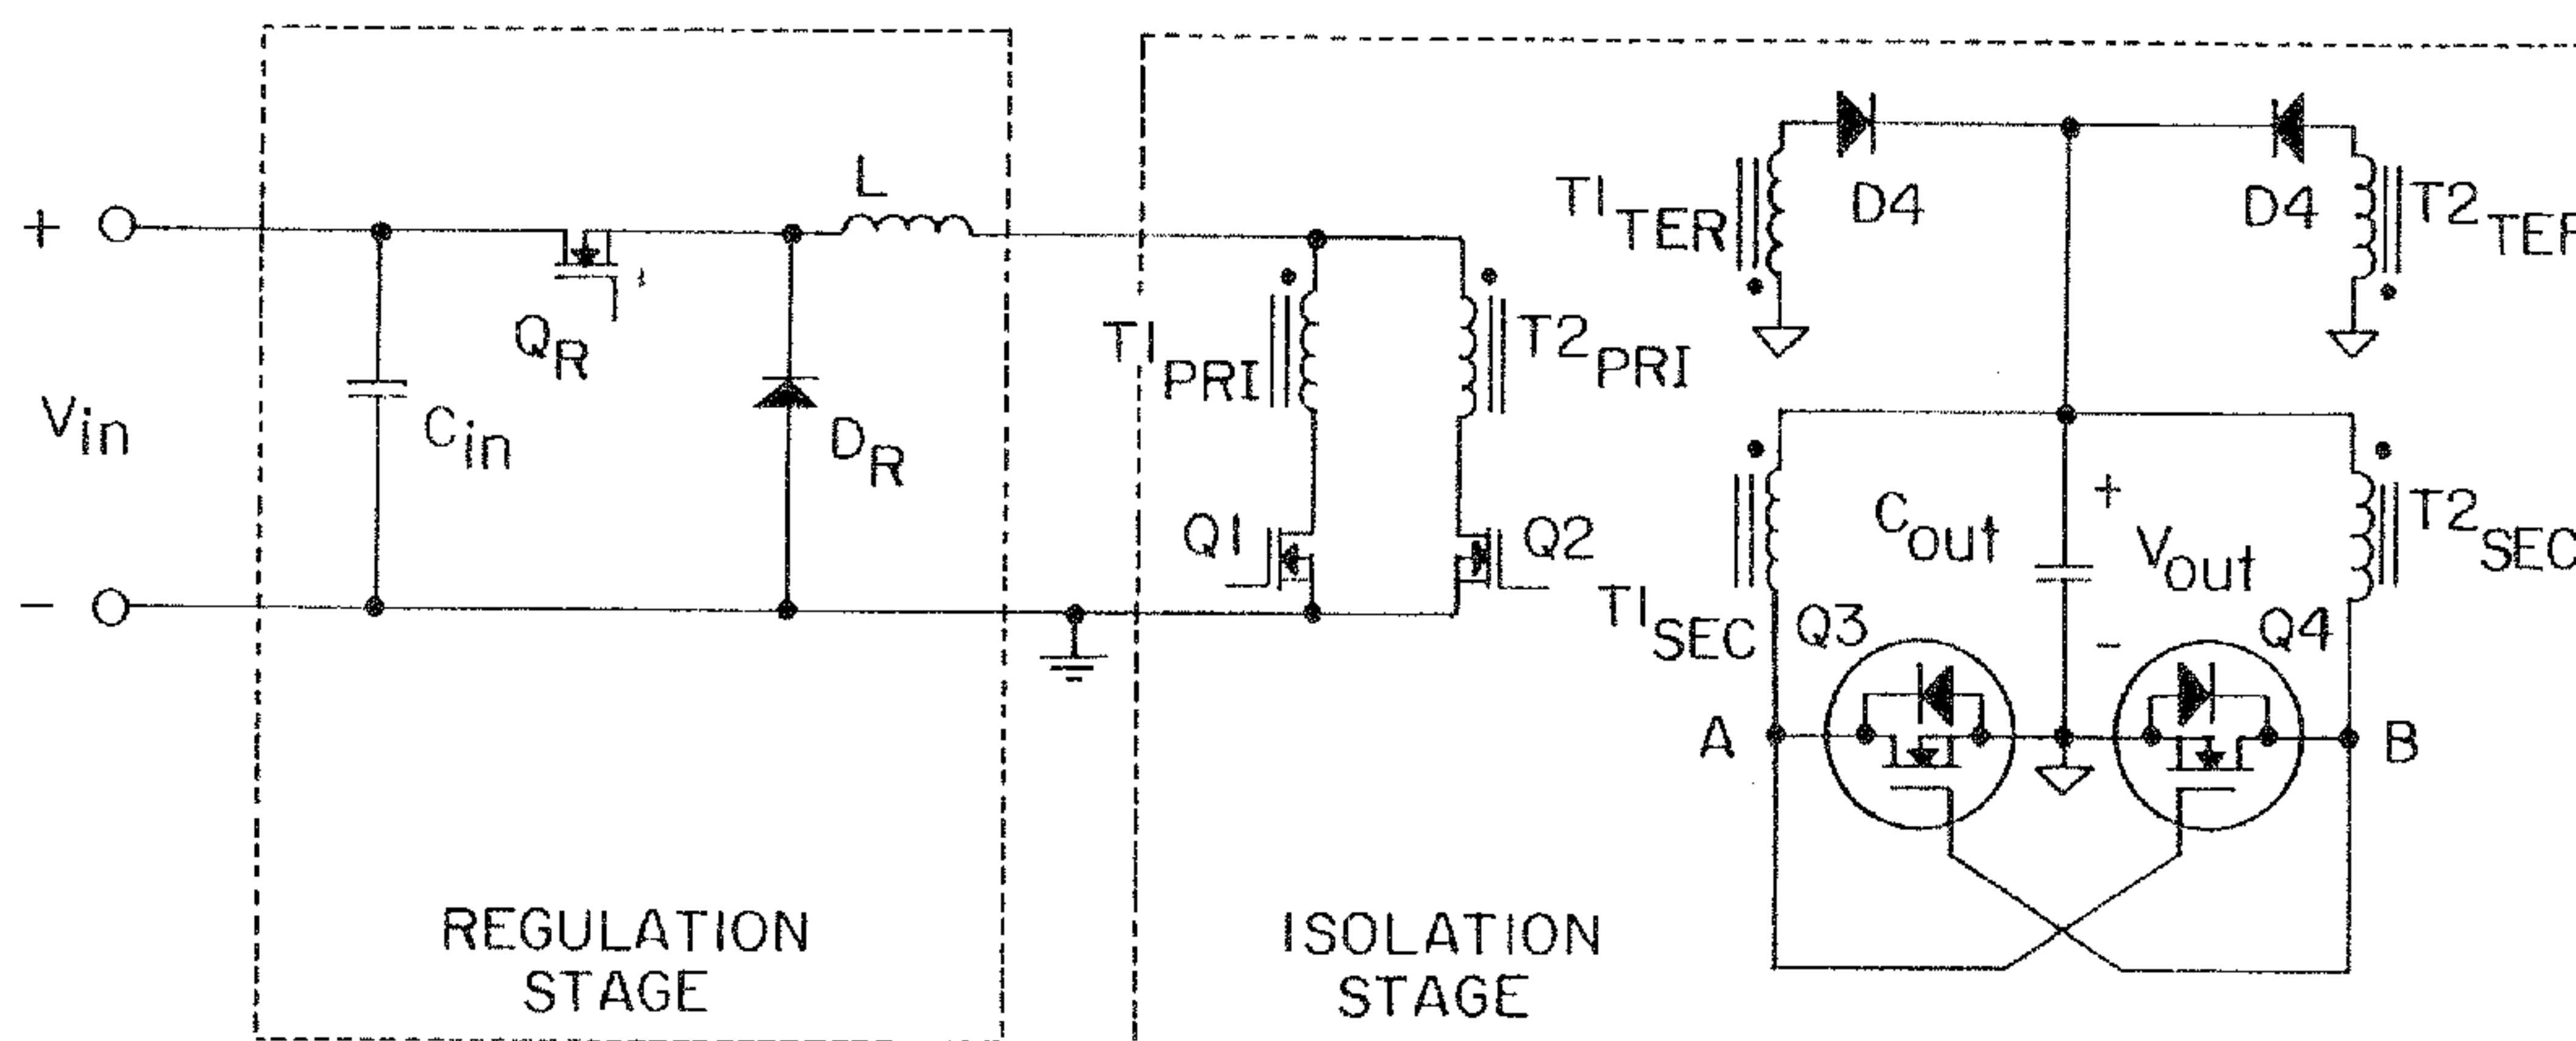 +
−
Vin
Cin
QR
L
DR
REGULATION
STAGE
T1PRI
T2PRI
Q1
Q2
ISOLATION
STAGE
T1TER
D4
D4
T2TER
T1SEC
Cout
+
Vout
−
T2SEC
Q3
Q4
A
B